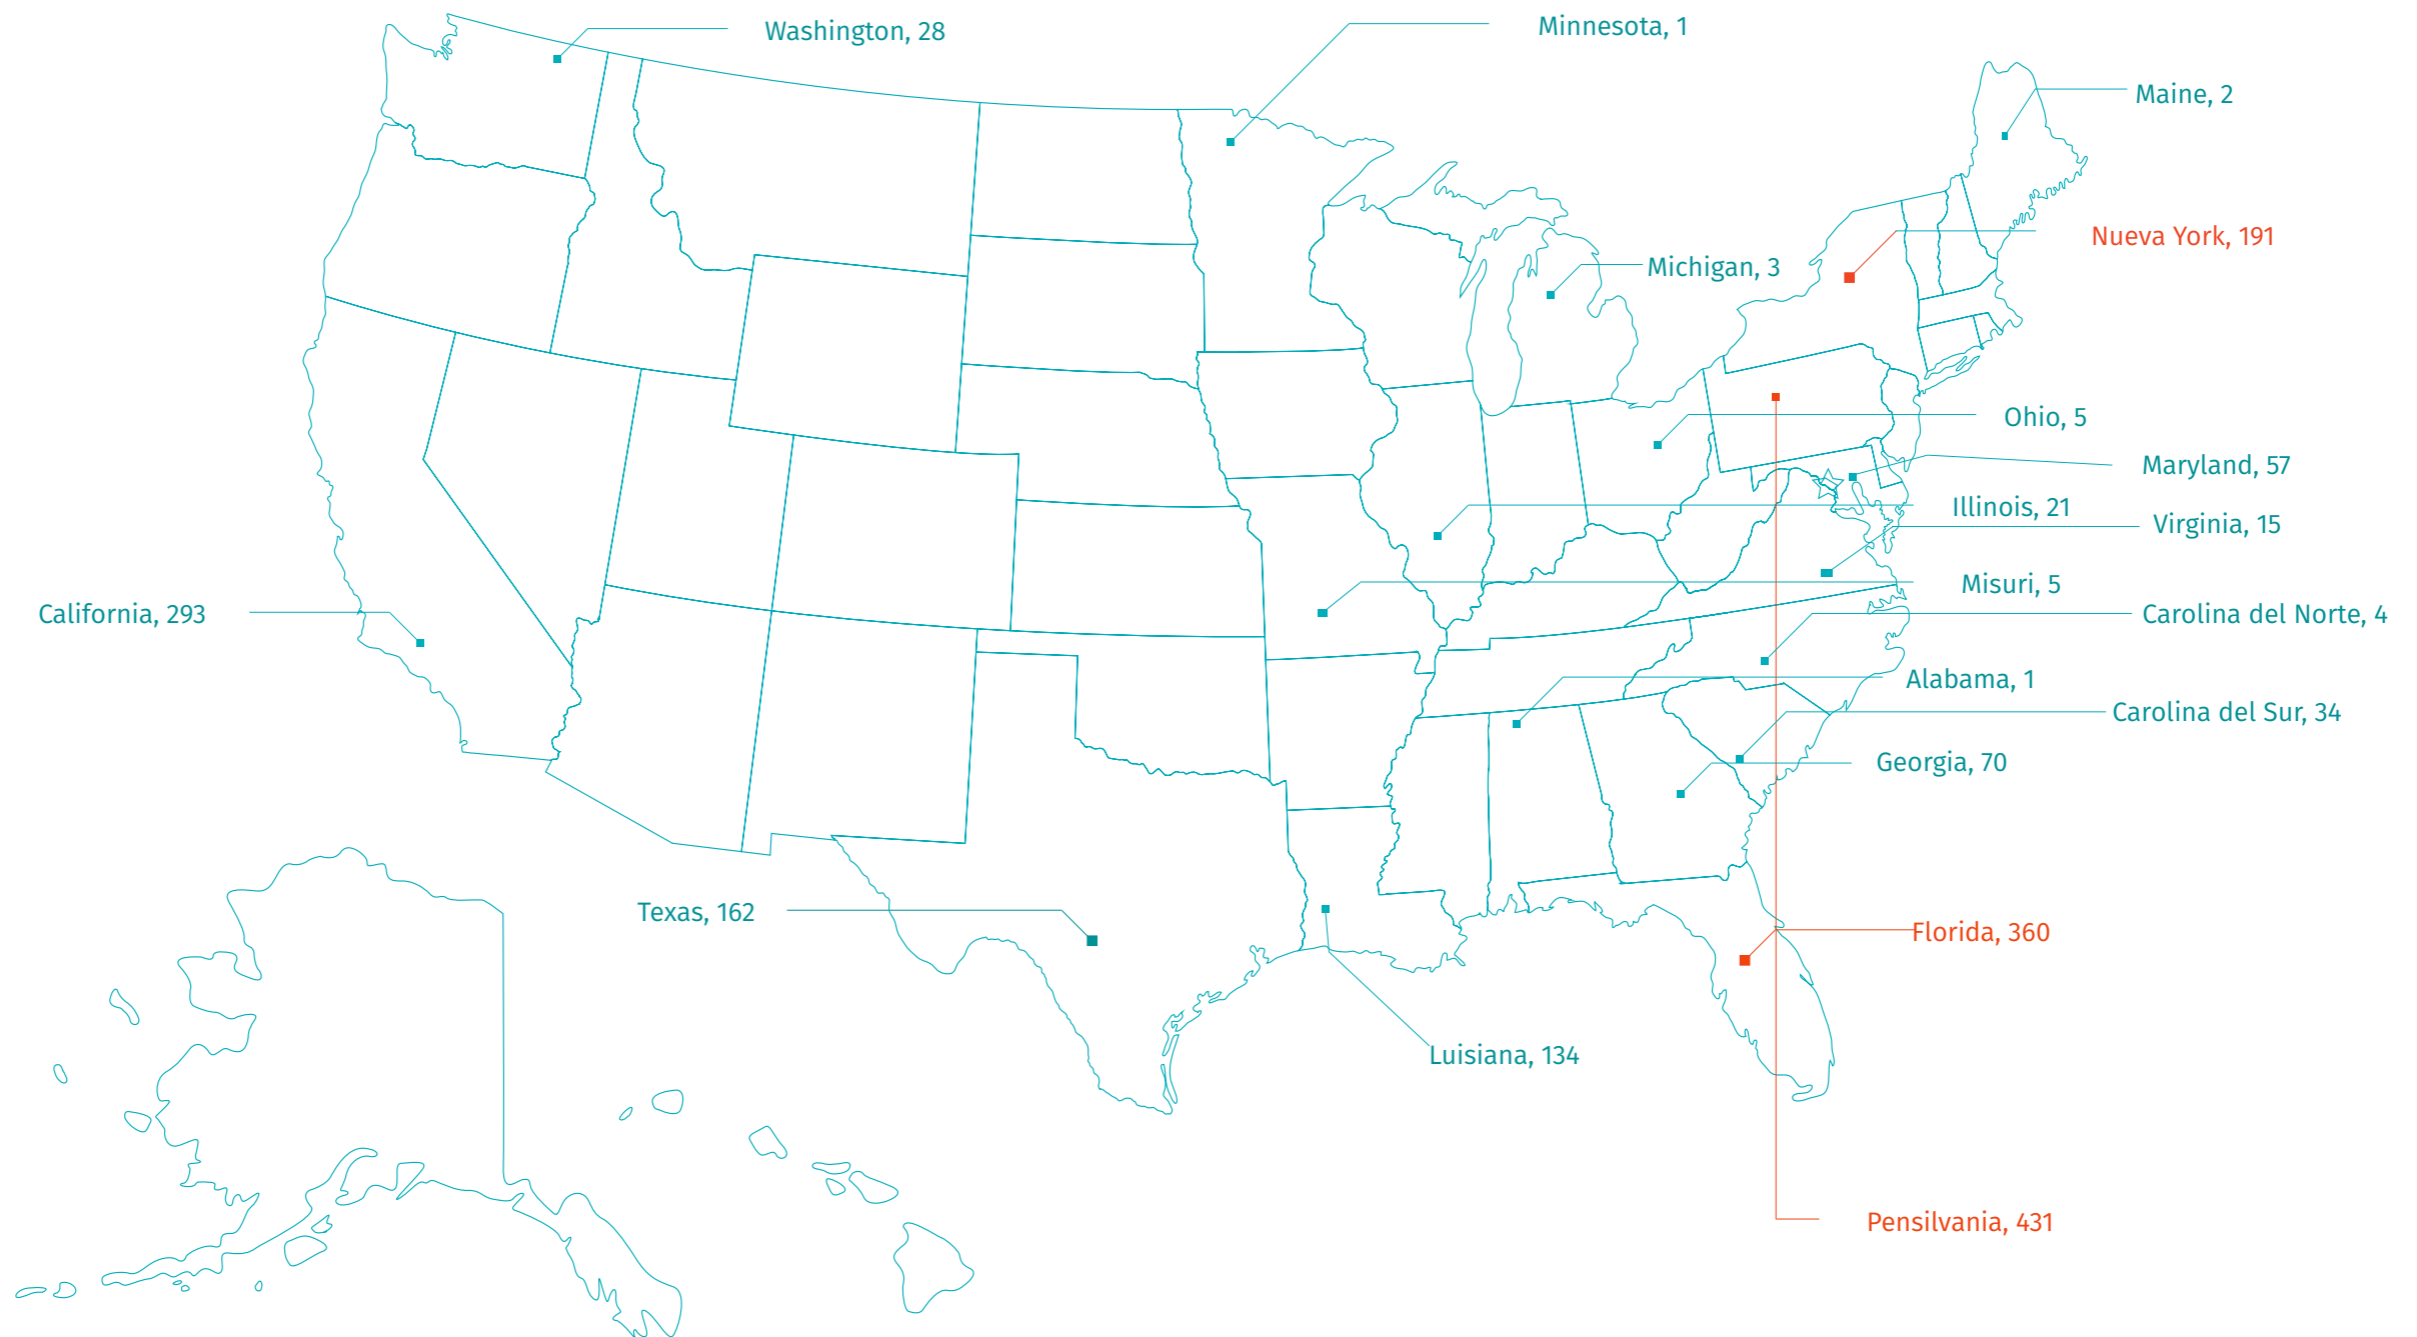 Minnesota, 1
Washington, 28
Maine, 2
Nueva York, 191
Michigan, 3
Ohio, 5
Maryland, 57
Illinois, 21
Virginia, 15
Misuri, 5
California, 293
Carolina del Norte, 4
Alabama, 1
Carolina del Sur, 34
Georgia, 70
Texas, 162
Florida, 360
Luisiana, 134
Pensilvania, 431